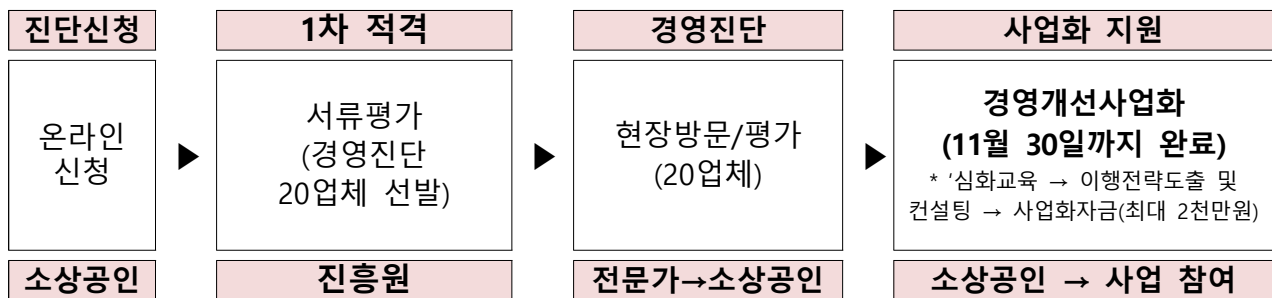 진단신청
1차 적격
경영진단
사업화 지원
온라인
신청
▶
서류평가
(경영진단
20업체 선발)
▶
현장방문/평가
(20업체)
▶
경영개선사업화
(11월 30일까지 완료)
* '심화교육 → 이행전략도출 및
컨설팅 → 사업화자금(최대 2천만원)
소상공인
진흥원
전문가→소상공인
소상공인 → 사업 참여